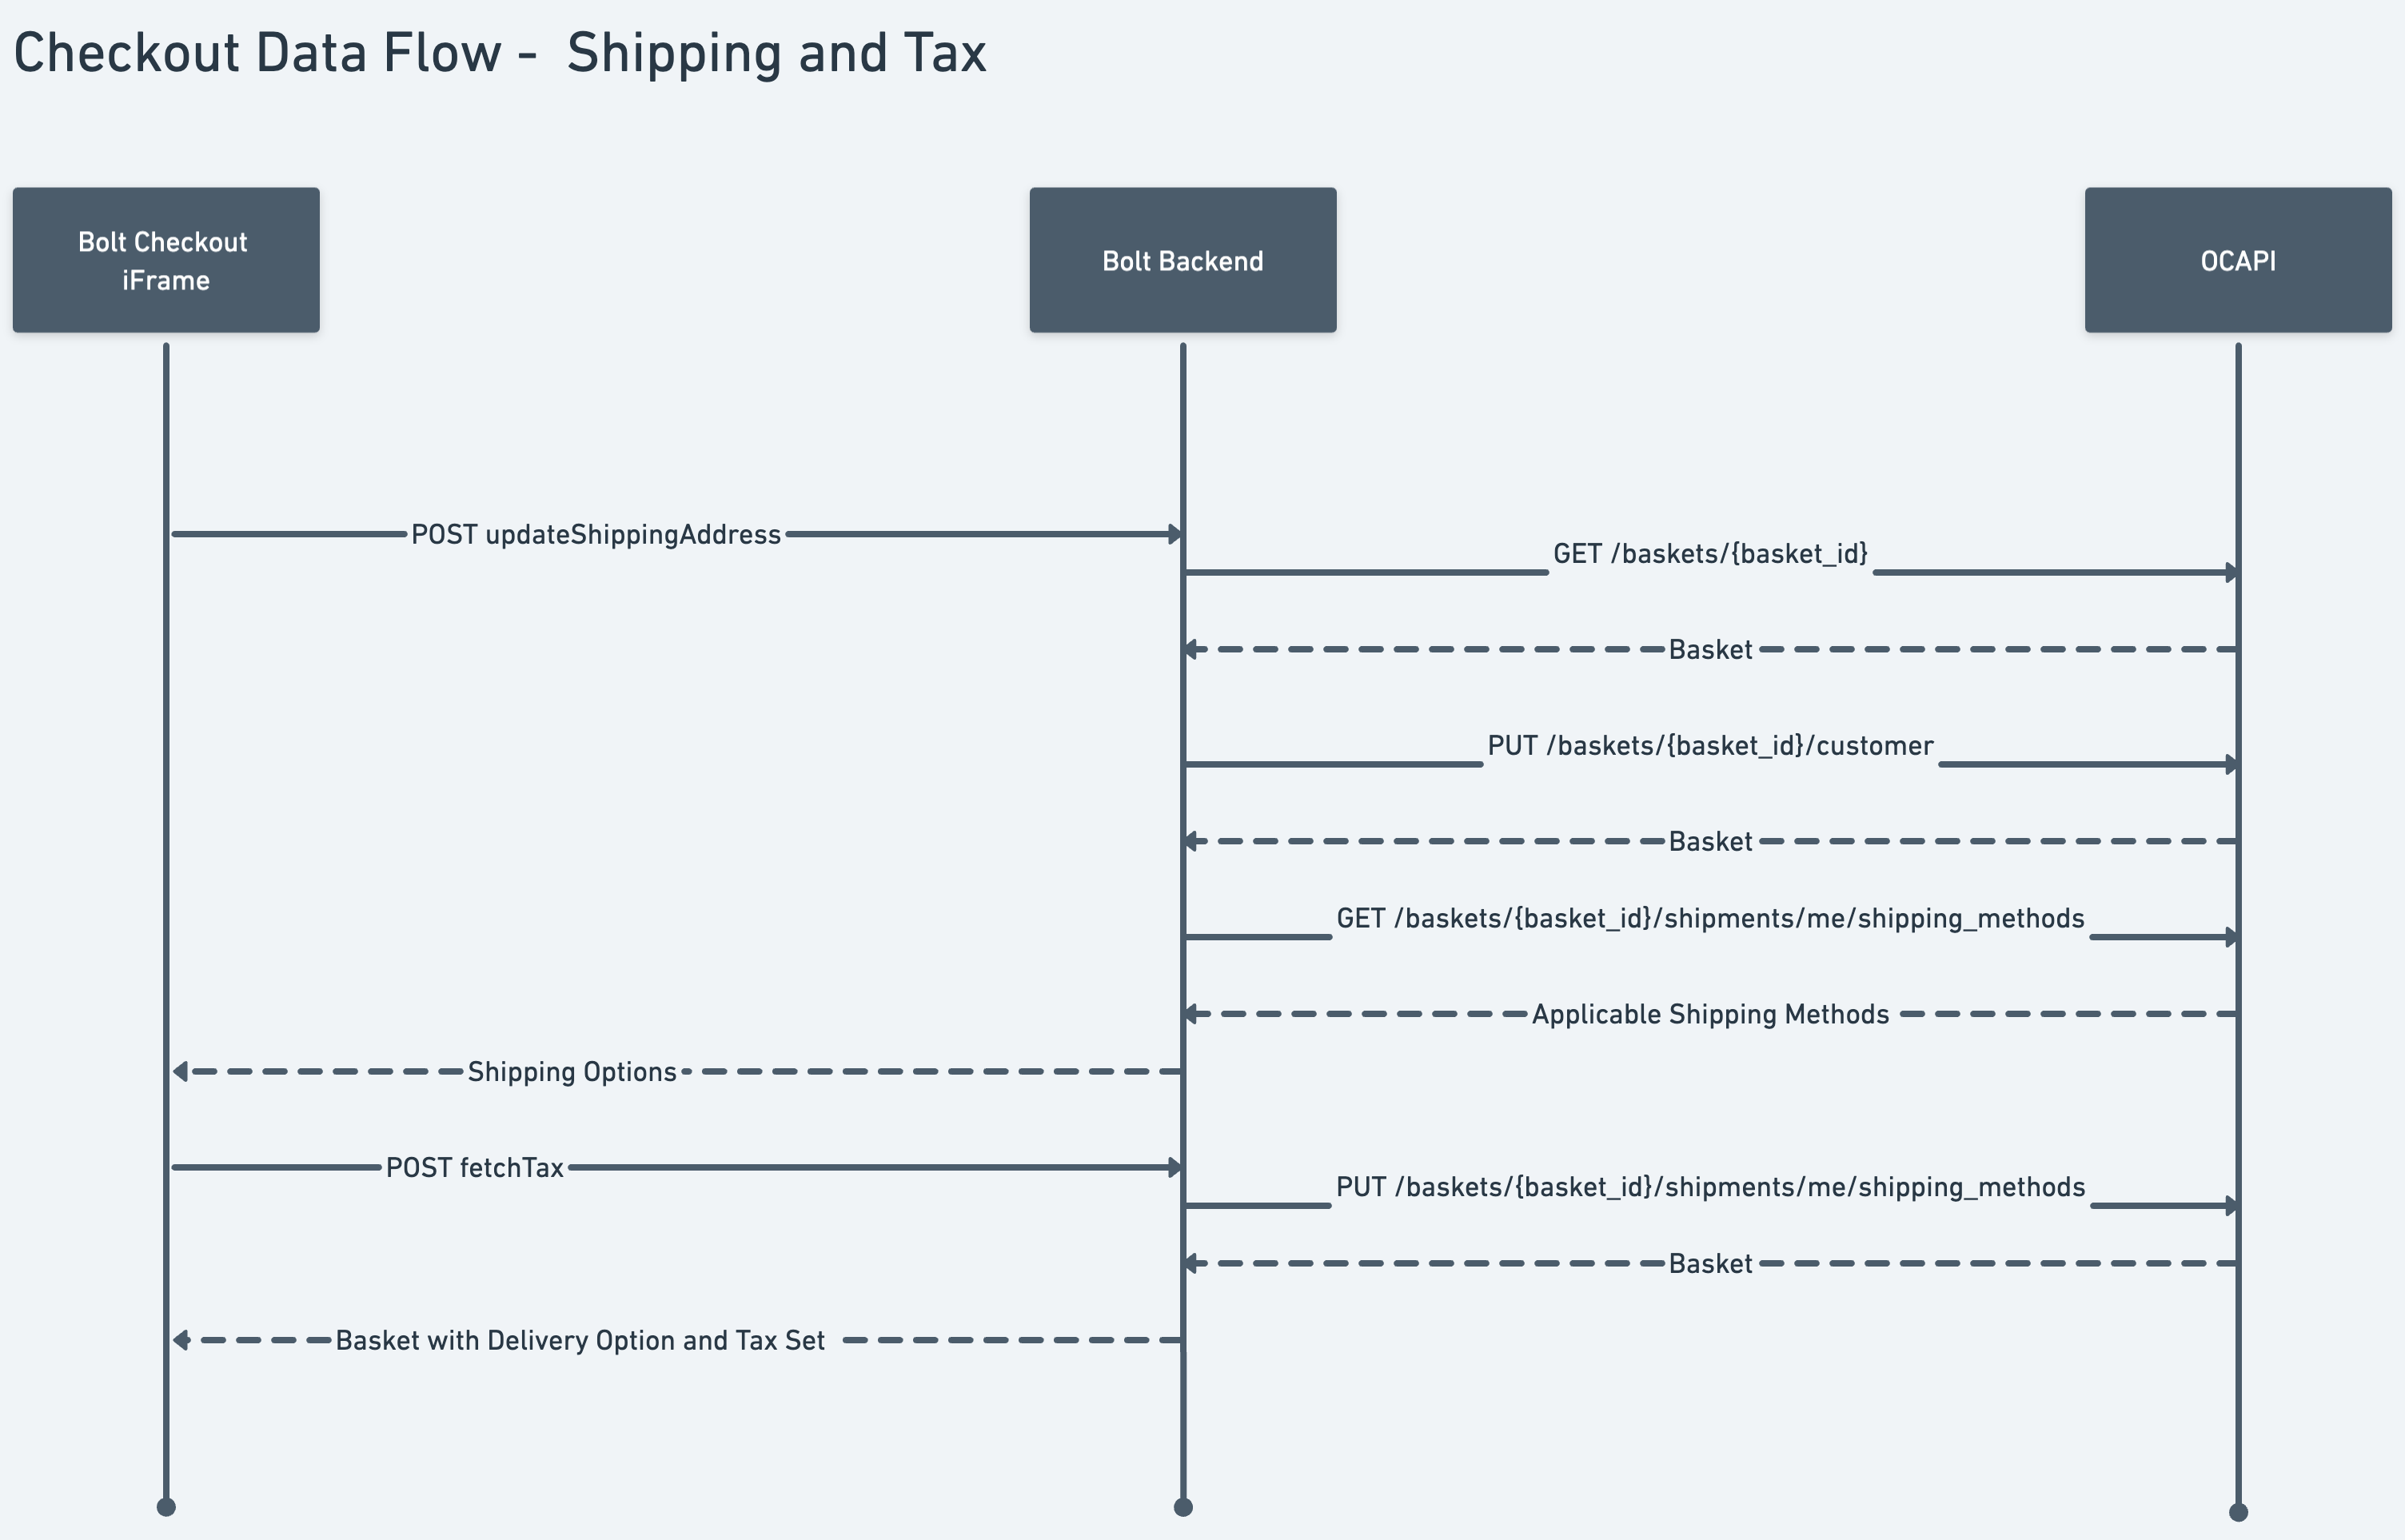 Checkout Data Flow -  Shipping and Tax
Bolt Checkout
iFrame
Bolt Backend
OCAPI
POST updateShippingAddress
GET /baskets/{basket_id}
Basket
PUT /baskets/{basket_id}/customer
Basket
GET /baskets/{basket_id}/shipments/me/shipping_methods
Applicable Shipping Methods
Shipping Options
POST fetchTax
PUT /baskets/{basket_id}/shipments/me/shipping_methods
Basket
Basket with Delivery Option and Tax Set